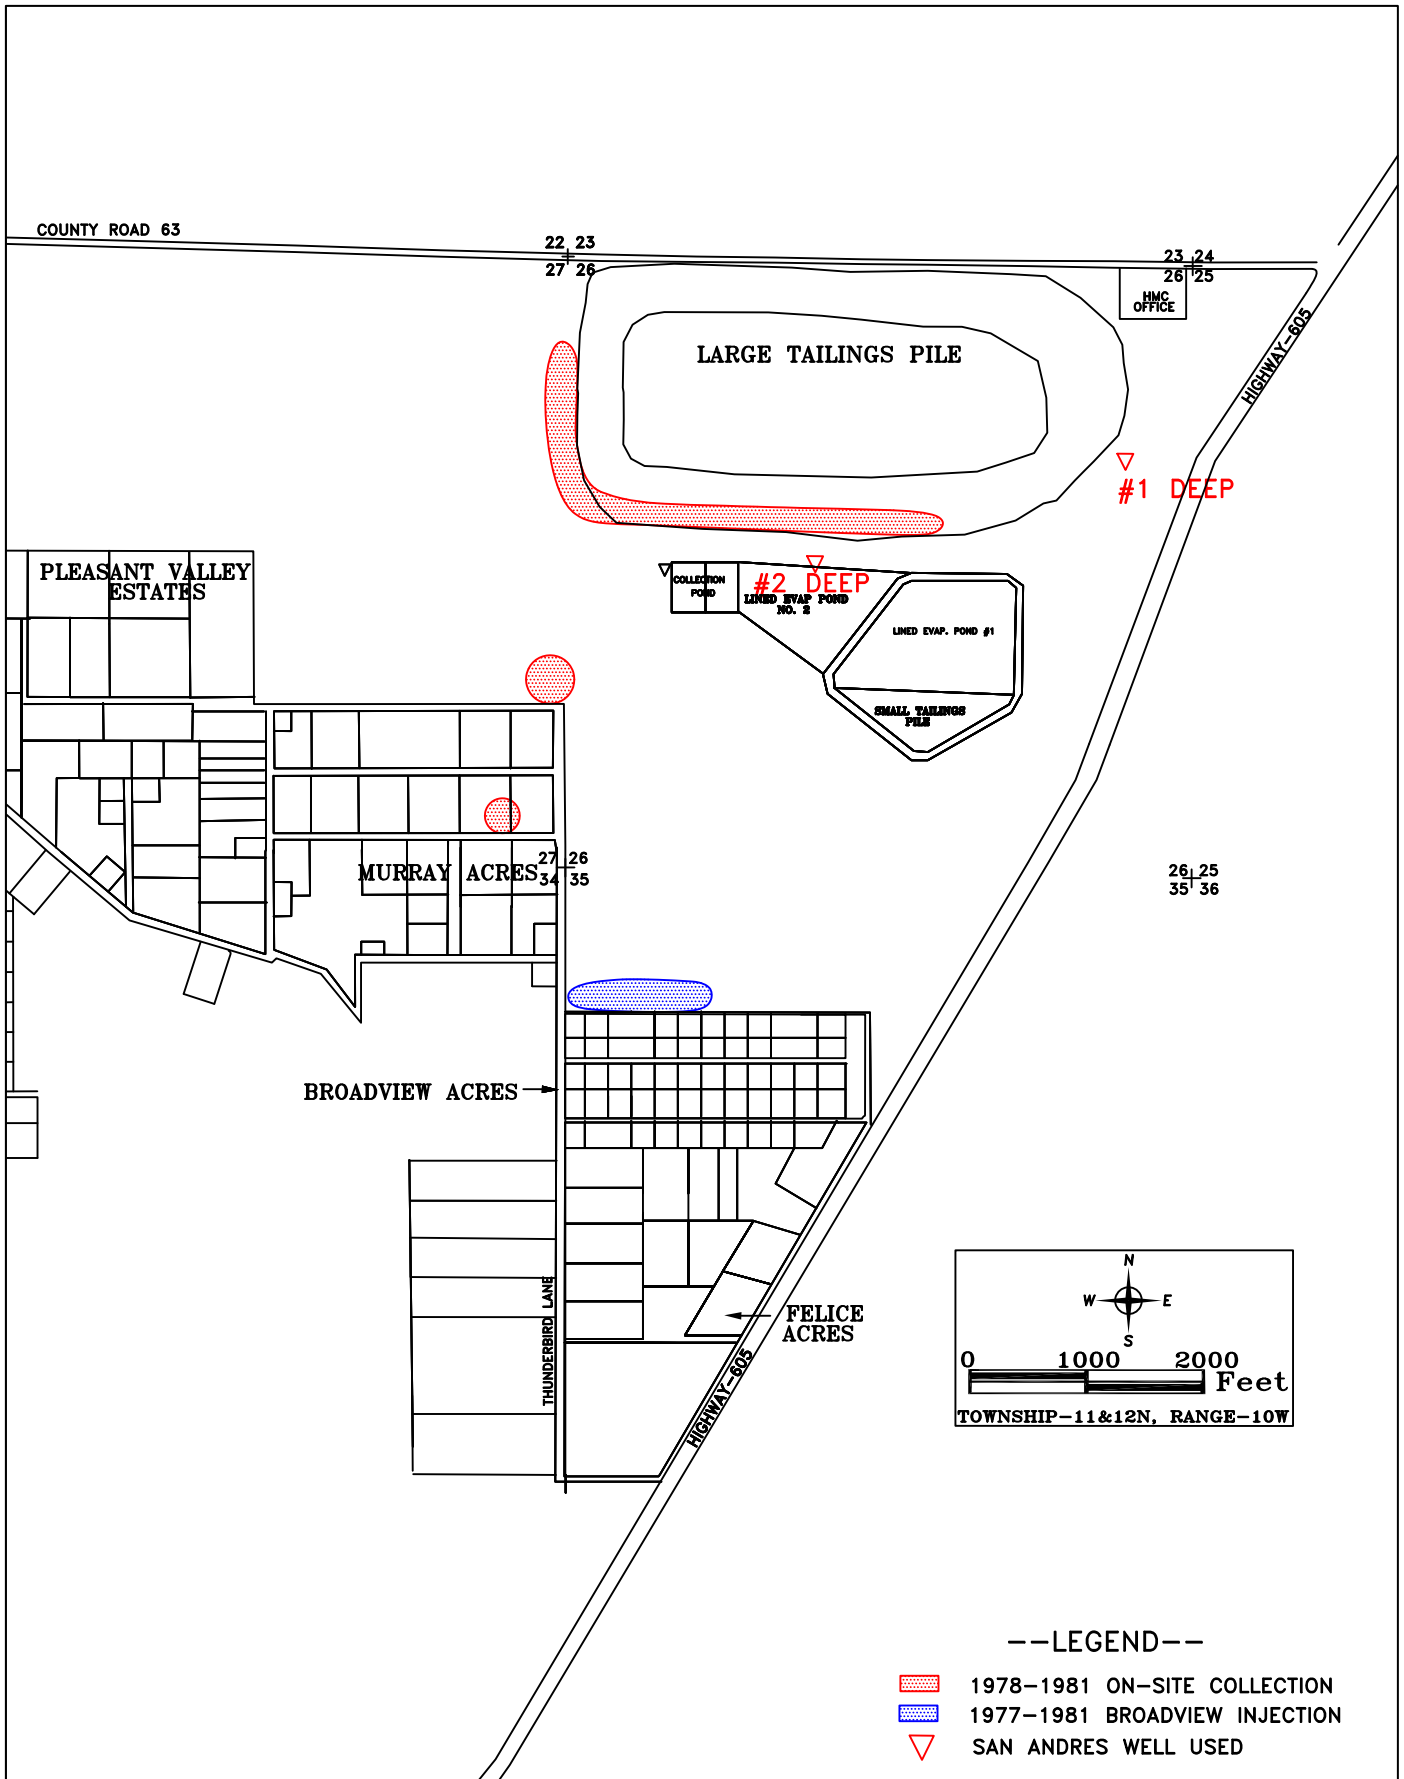 COUNTY ROAD 63
22 23
27 26
23 24
26 25
HMC
OFFICE
HIGHWAY-605
LARGE TAILINGS PILE
#1 DEEP
PLEASANT VALLEY
ESTATES
COLLECTION
POND
#2 DEEP
LINED EVAP POND
NO. 2
LINED EVAP. POND #1
SMALL TAILINGS
PILE
MURRAY ACRES
27 26
34 35
26 25
35 36
BROADVIEW ACRES
THUNDERBIRD LANE
FELICE
ACRES
HIGHWAY-605
N
W E
S
0 1000 2000
Feet
TOWNSHIP-11&12N, RANGE-10W
--LEGEND--
1978-1981 ON-SITE COLLECTION
1977-1981 BROADVIEW INJECTION
SAN ANDRES WELL USED